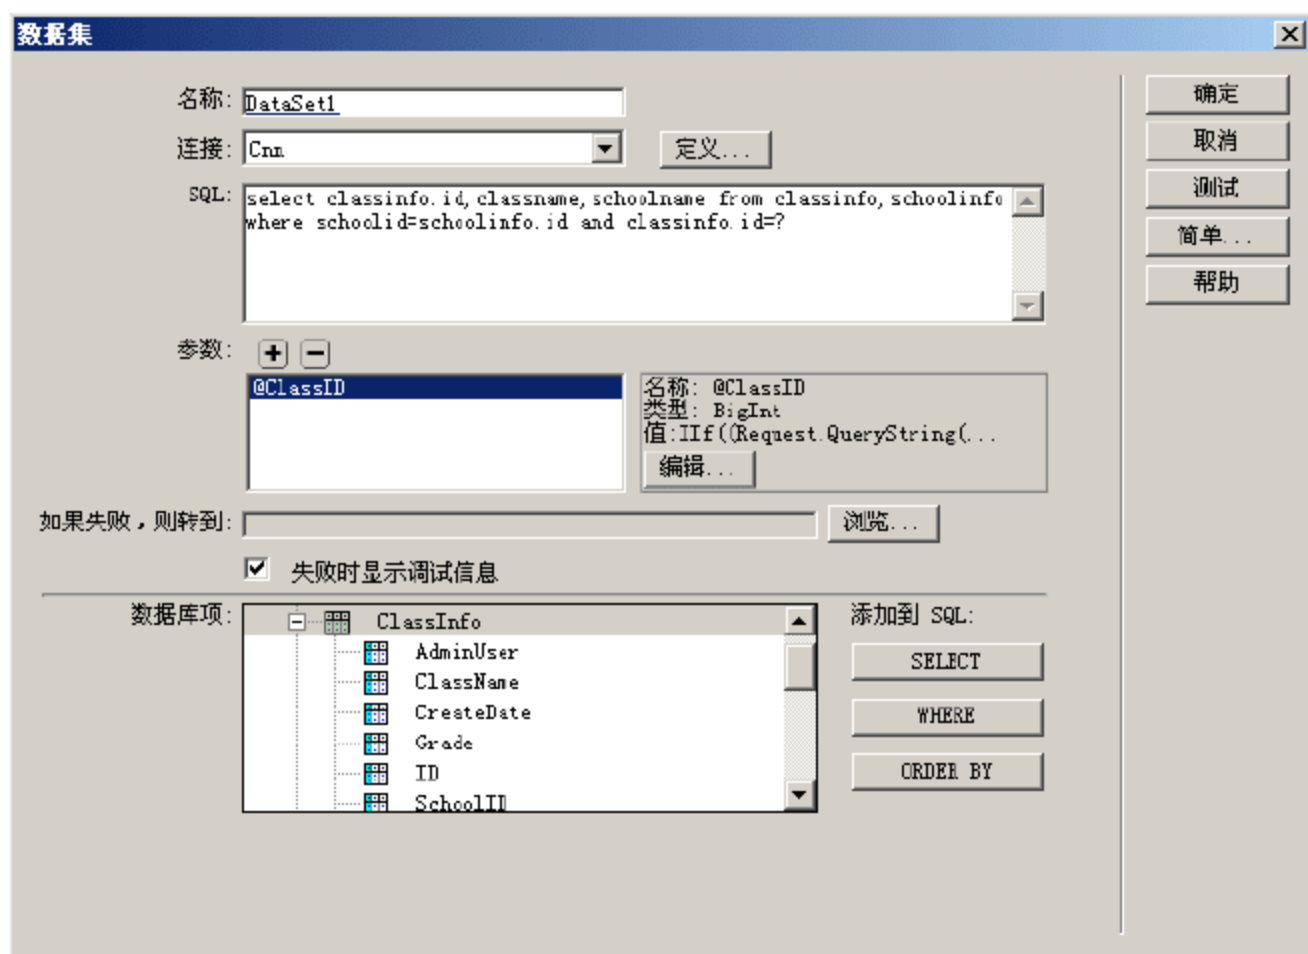 数据集
名称: DataSet1
连接: Cnn 定义...
SQL: select classinfo.id,classname,schoolname from classinfo,schoolinfo
where schoolid=schoolinfo.id and classinfo.id=?
参数:
@ClassID
名称: @ClassID
类型: BigInt
值:IIf((Request.QueryString(...
编辑...
如果失败，则转到: 浏览...
失败时显示调试信息
数据库项:
ClassInfo
AdminUser
ClassName
CreateDate
Grade
ID
SchoolID
添加到 SQL:
SELECT
WHERE
ORDER BY
确定
取消
测试
简单...
帮助